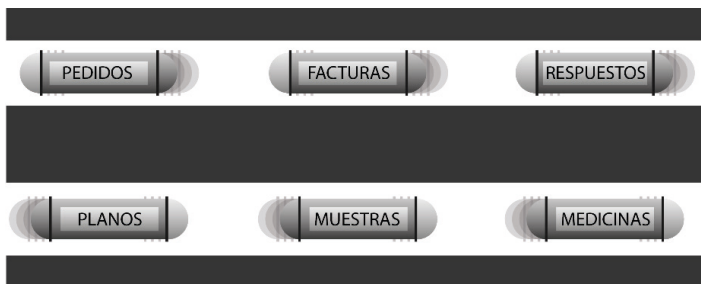 PEDIDOS
FACTURAS
RESPUESTOS
PLANOS
MUESTRAS
MEDICINAS